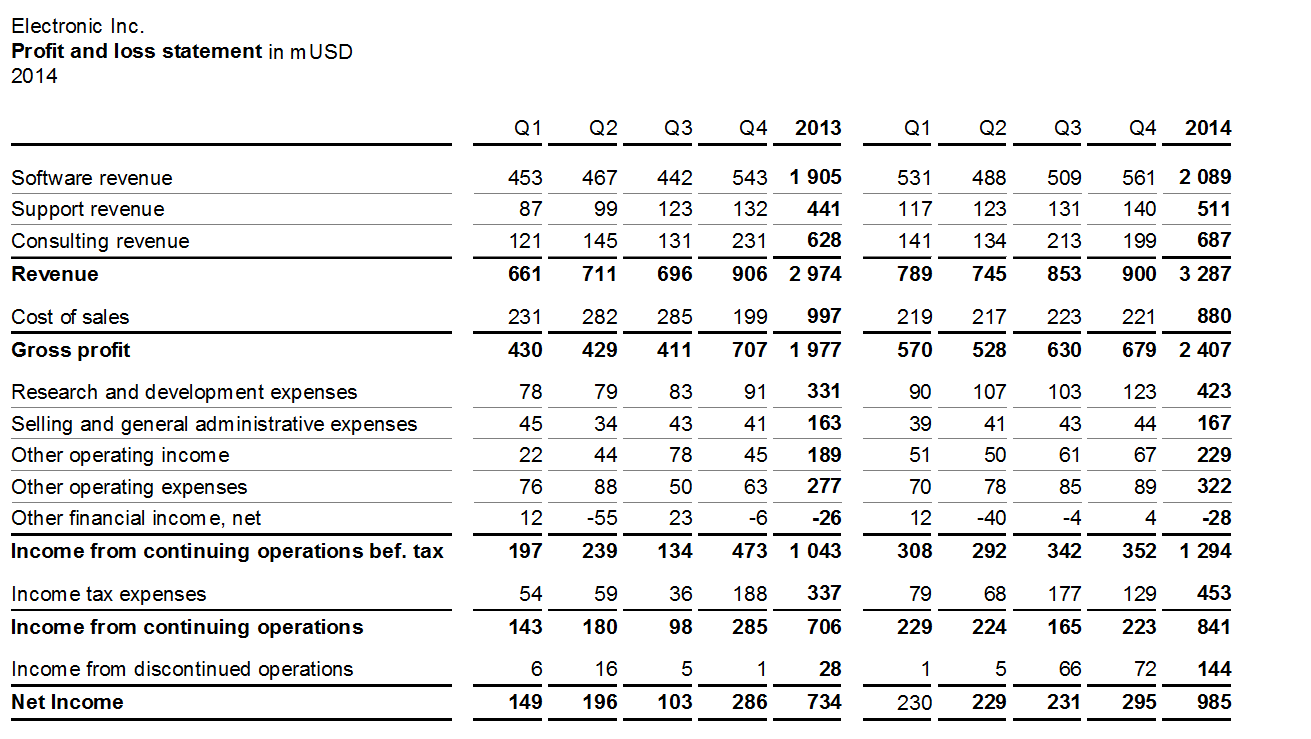 Electronic Inc.
Profit and loss statement in mUSD
2014
Q1 Q2 Q3 Q4 2013 Q1 Q2 Q3 Q4 2014
Software revenue 453 467 442 543 1 905 531 488 509 561 2 089
Support revenue 87 99 123 132 441 117 123 131 140 511
Consulting revenue 121 145 131 231 628 141 134 213 199 687
Revenue 661 711 696 906 2 974 789 745 853 900 3 287
Cost of sales 231 282 285 199 997 219 217 223 221 880
Gross profit 430 429 411 707 1 977 570 528 630 679 2 407
Research and development expenses 78 79 83 91 331 90 107 103 123 423
Selling and general administrative expenses 45 34 43 41 163 39 41 43 44 167
Other operating income 22 44 78 45 189 51 50 61 67 229
Other operating expenses 76 88 50 63 277 70 78 85 89 322
Other financial income, net 12 -55 23 -6 -26 12 -40 -4 4 -28
Income from continuing operations bef. tax 197 239 134 473 1 043 308 292 342 352 1 294
Income tax expenses 54 59 36 188 337 79 68 177 129 453
Income from continuing operations 143 180 98 285 706 229 224 165 223 841
Income from discontinued operations 6 16 5 1 28 1 5 66 72 144
Net Income 149 196 103 286 734 230 229 231 295 985